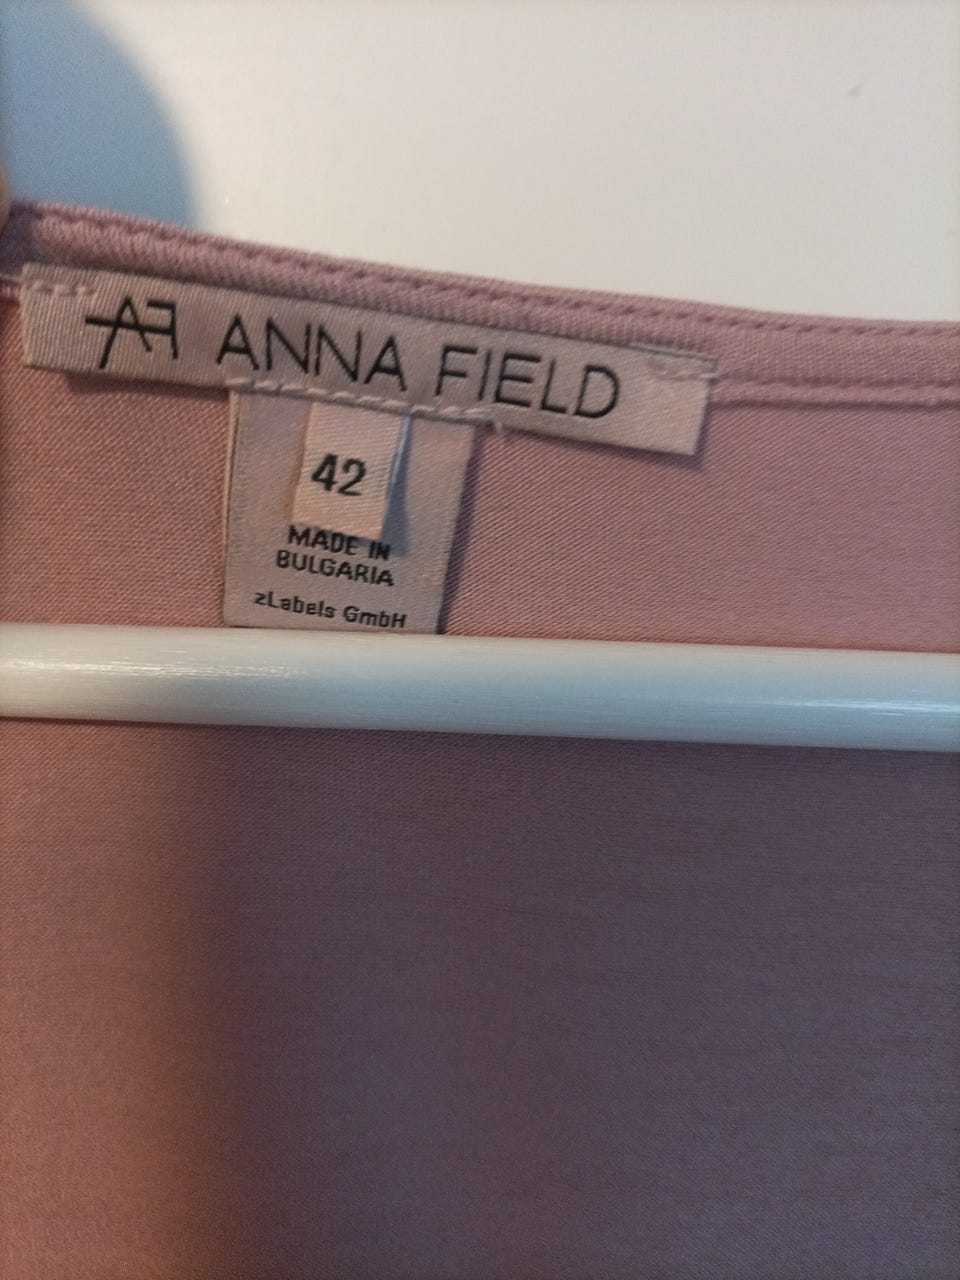 AF ANNA FIELD
42
MADE IN
BULGARIA
zLabels GmbH